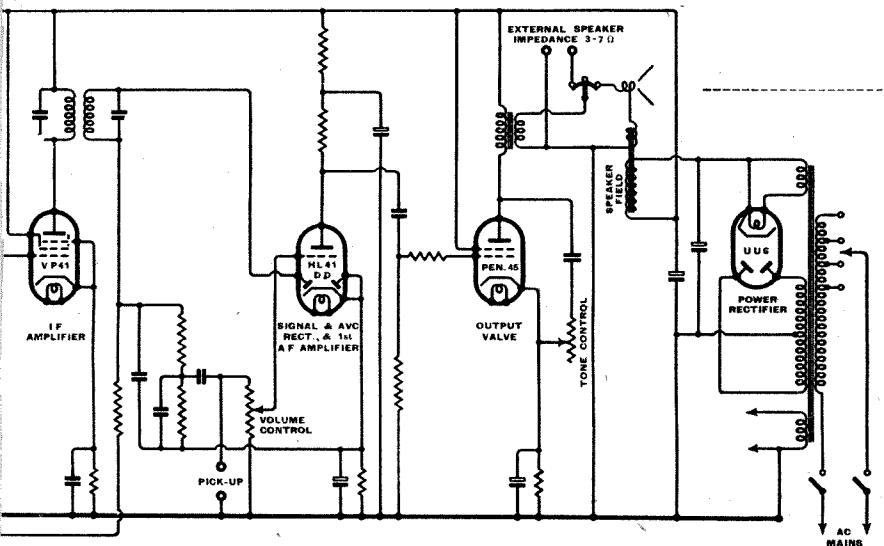 EXTERNAL SPEAKER
IMPEDANCE 3-7 Ω
SPEAKER
FIELD
VP41
HL41
DD
PEN.45
UU6
IF
AMPLIFIER
SIGNAL & AVC
RECT., & 1st
AF AMPLIFIER
OUTPUT
VALVE
TONE CONTROL
POWER
RECTIFIER
VOLUME
CONTROL
PICK-UP
AC
MAINS